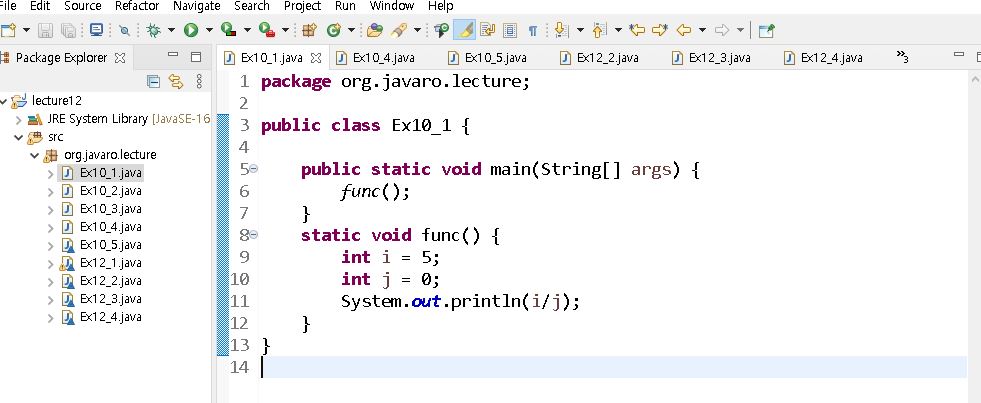 File Edit Source Refactor Navigate Search Project Run Window Help
Package Explorer
Ex10_1.java Ex10_4.java Ex10_5.java Ex12_2.java Ex12_3.java Ex12_4.java »3
lecture12
JRE System Library [JavaSE-16
src
org.javaro.lecture
Ex10_1.java
Ex10_2.java
Ex10_3.java
Ex10_4.java
Ex10_5.java
Ex12_1.java
Ex12_2.java
Ex12_3.java
Ex12_4.java
1 package org.javaro.lecture;
2
3 public class Ex10_1 {
4
5 public static void main(String[] args) {
6 func();
7 }
8 static void func() {
9 int i = 5;
10 int j = 0;
11 System.out.println(i/j);
12 }
13 }
14